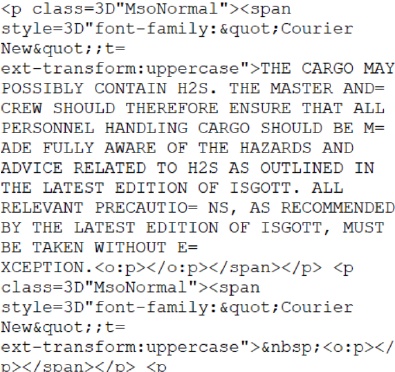 <p class=3D"MsoNormal"><span
style=3D"font-family:&quot;Courier
New&quot;;t=
ext-transform:uppercase">THE CARGO MAY
POSSIBLY CONTAIN H2S. THE MASTER AND=
CREW SHOULD THEREFORE ENSURE THAT ALL
PERSONNEL HANDLING CARGO SHOULD BE M=
ADE FULLY AWARE OF THE HAZARDS AND
ADVICE RELATED TO H2S AS OUTLINED IN
THE LATEST EDITION OF ISGOTT. ALL
RELEVANT PRECAUTIO= NS, AS RECOMMENDED
BY THE LATEST EDITION OF ISGOTT, MUST
BE TAKEN WITHOUT E=
XCEPTION.<o:p></o:p></span></p> <p
class=3D"MsoNormal"><span
style=3D"font-family:&quot;Courier
New&quot;;t=
ext-transform:uppercase">&nbsp;<o:p></o:p></
p></span></p> <p